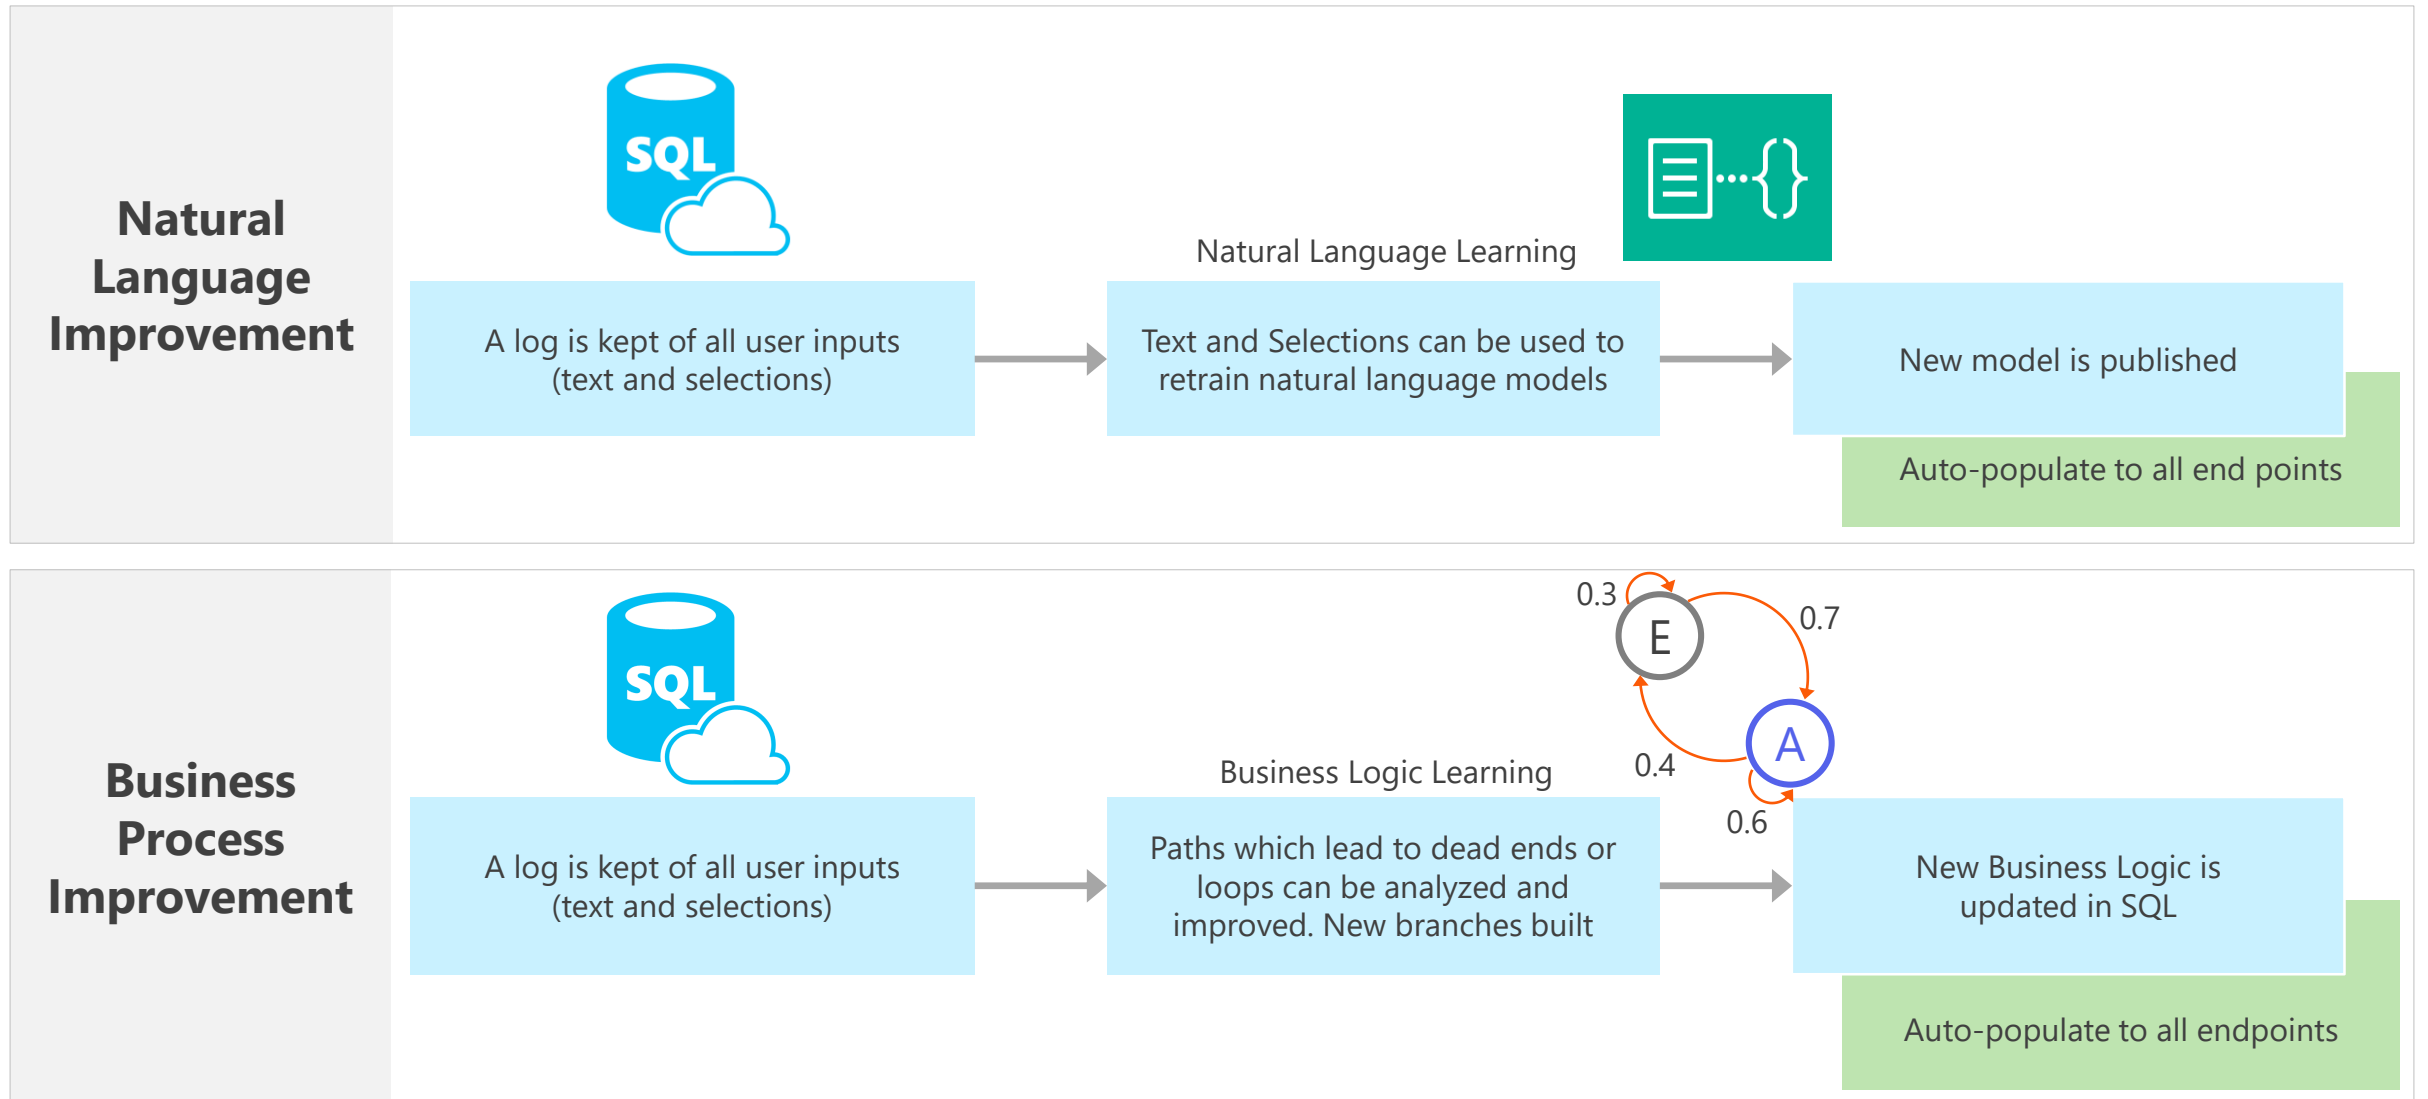 Natural
Language
Improvement
SQL
A log is kept of all user inputs
(text and selections)
Natural Language Learning
Text and Selections can be used to
retrain natural language models
New model is published
Auto-populate to all end points
Business
Process
Improvement
SQL
A log is kept of all user inputs
(text and selections)
Business Logic Learning
Paths which lead to dead ends or
loops can be analyzed and
improved. New branches built
0.3
E
0.7
A
0.4
0.6
New Business Logic is
updated in SQL
Auto-populate to all endpoints